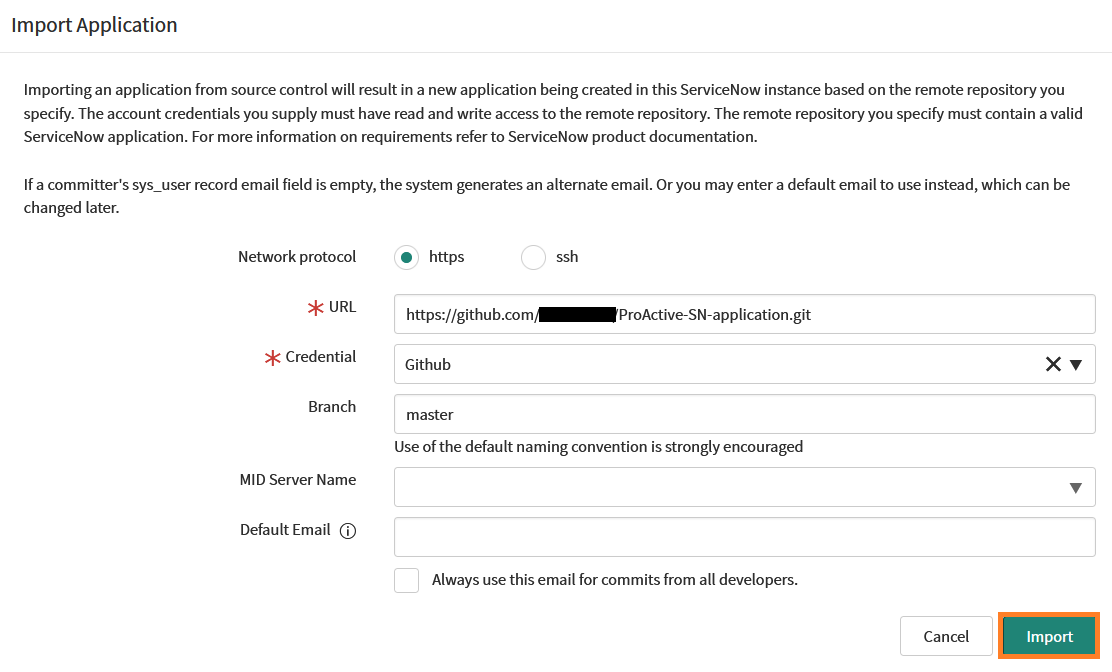 Import Application
Importing an application from source control will result in a new application being created in this ServiceNow instance based on the remote repository you
specify. The account credentials you supply must have read and write access to the remote repository. The remote repository you specify must contain a valid
ServiceNow application. For more information on requirements refer to ServiceNow product documentation.
If a committer's sys_user record email field is empty, the system generates an alternate email. Or you may enter a default email to use instead, which can be
changed later.
Network protocol https ssh
URL https://github.com/ /ProActive-SN-application.git
Credential Github
Branch master
Use of the default naming convention is strongly encouraged
MID Server Name
Default Email
Always use this email for commits from all developers.
Cancel Import